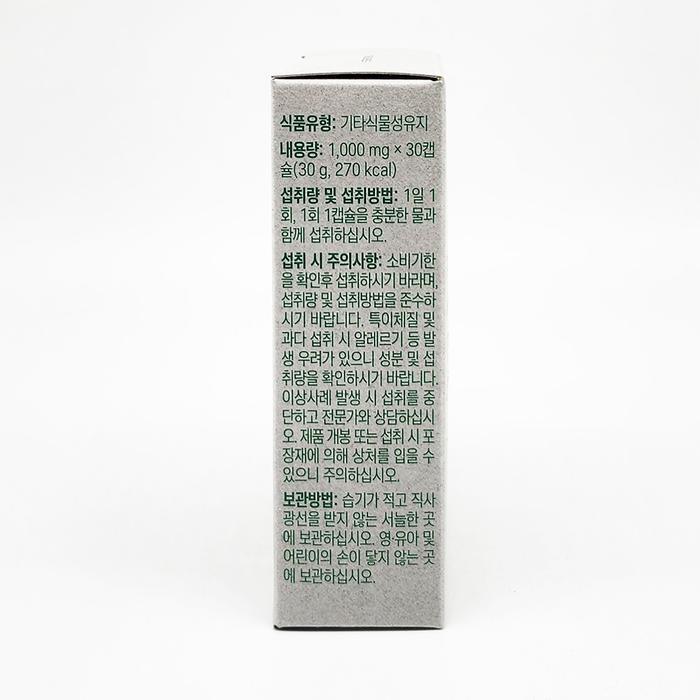 식품유형: 기타식물성유지
내용량: 1,000 mg × 30캡
슐(30 g, 270 kcal)
섭취량 및 섭취방법: 1일 1
회, 1회 1캡슐을 충분한 물과
함께 섭취하십시오.
섭취 시 주의사항: 소비기한
을 확인후 섭취하시기 바라며,
섭취량 및 섭취방법을 준수하
시기 바랍니다. 특이체질 및
과다 섭취 시 알레르기 등 발
생 우려가 있으니 성분 및 섭
취량을 확인하시기 바랍니다.
이상사례 발생 시 섭취를 중
단하고 전문가와 상담하십시
오. 제품 개봉 또는 섭취 시 포
장재에 의해 상처를 입을 수
있으니 주의하십시오.
보관방법: 습기가 적고 직사
광선을 받지 않는 서늘한 곳
에 보관하십시오. 영·유아 및
어린이의 손이 닿지 않는 곳
에 보관하십시오.